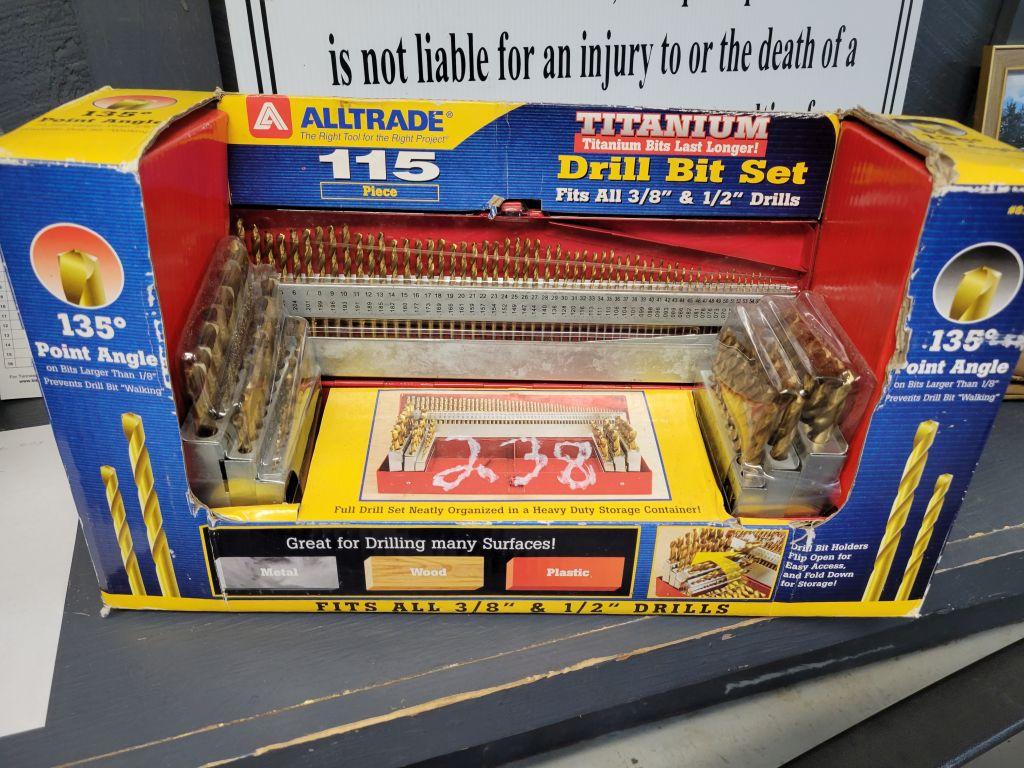 is not liable for an injury to or the death of a
135°
Point Angle
ALLTRADE®
The Right Tool for the Right Project
115
Piece
TITANIUM
Titanium Bits Last Longer!
Drill Bit Set
Fits All 3/8" & 1/2" Drills
135°
Point Angle
on Bits Larger Than 1/8"
Prevents Drill Bit "Walking"
135°
Point Angle
on Bits Larger Than 1/8"
Prevents Drill Bit "Walking"
238
Full Drill Set Neatly Organized in a Heavy Duty Storage Container!
Great for Drilling many Surfaces!
Metal
Wood
Plastic
Drill Bit Holders
Flip Open for
Easy Access,
and Fold Down
for Storage!
FITS ALL 3/8" & 1/2" DRILLS